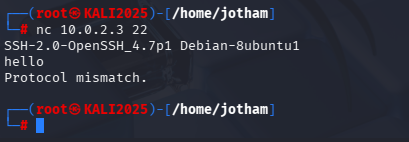 ┌──(root㉿KALI2025)-[/home/jotham]
└─# nc 10.0.2.3 22
SSH-2.0-OpenSSH_4.7p1 Debian-8ubuntu1
hello
Protocol mismatch.
┌──(root㉿KALI2025)-[/home/jotham]
└─#